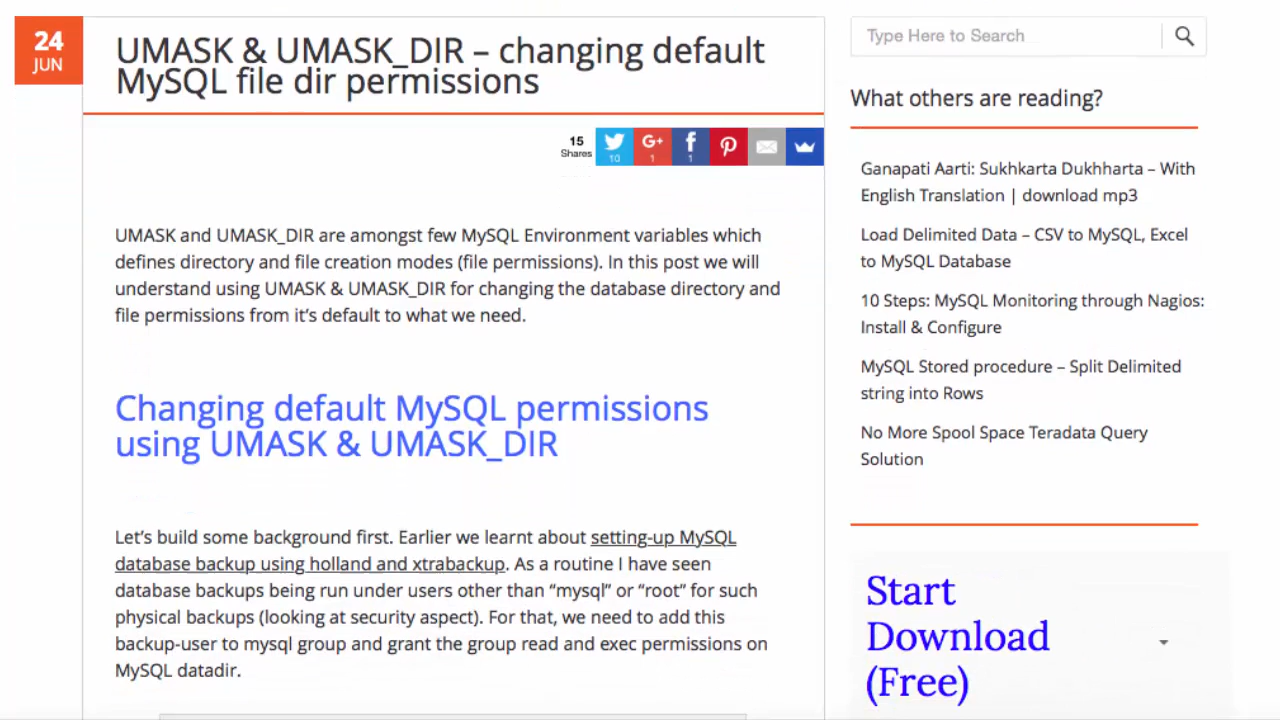 24
JUN
UMASK & UMASK_DIR – changing default
MySQL file dir permissions
15
Shares
10
G+
1
f
1
UMASK and UMASK_DIR are amongst few MySQL Environment variables which
defines directory and file creation modes (file permissions). In this post we will
understand using UMASK & UMASK_DIR for changing the database directory and
file permissions from it’s default to what we need.
Changing default MySQL permissions
using UMASK & UMASK_DIR
Let’s build some background first. Earlier we learnt about setting-up MySQL
database backup using holland and xtrabackup. As a routine I have seen
database backups being run under users other than “mysql” or “root” for such
physical backups (looking at security aspect). For that, we need to add this
backup-user to mysql group and grant the group read and exec permissions on
MySQL datadir.
Type Here to Search
What others are reading?
Ganapati Aarti: Sukhkarta Dukhharta – With
English Translation | download mp3
Load Delimited Data – CSV to MySQL, Excel
to MySQL Database
10 Steps: MySQL Monitoring through Nagios:
Install & Configure
MySQL Stored procedure – Split Delimited
string into Rows
No More Spool Space Teradata Query
Solution
Start
Download
(Free)